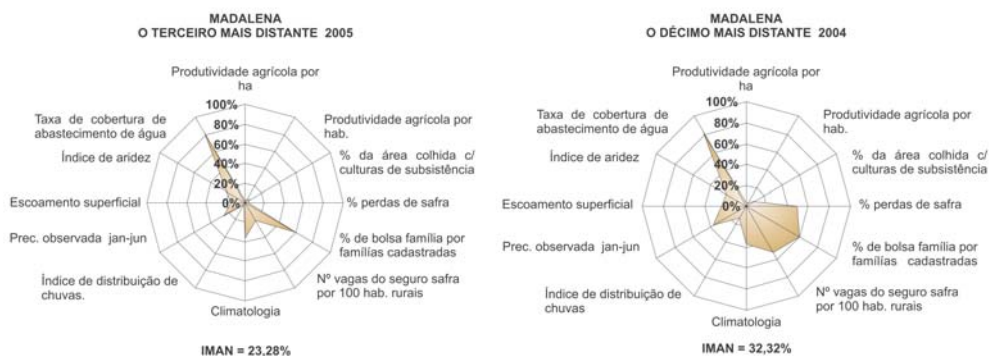 MADALENA
O TERCEIRO MAIS DISTANTE 2005
Produtividade agrícola por
ha
Produtividade agrícola por
hab.
% da área colhida c/
culturas de subsistência
% perdas de safra
% de bolsa família por
famílias cadastradas
Nº vagas do seguro safra
por 100 hab. rurais
Climatologia
Índice de distribuição de
chuvas.
Prec. observada jan-jun
Escoamento superficial
Índice de aridez
Taxa de cobertura de
abastecimento de água
100%
80%
60%
40%
20%
0%
IMAN = 23,28%
MADALENA
O DÉCIMO MAIS DISTANTE 2004
Produtividade agrícola por
ha
Produtividade agrícola por
hab.
% da área colhida c/
culturas de subsistência
% perdas de safra
% de bolsa família por
famílias cadastradas
Nº vagas do seguro safra
por 100 hab. rurais
Climatologia
Índice de distribuição de
chuvas
Prec. observada jan-jun
Escoamento superficial
Índice de aridez
Taxa de cobertura de
abastecimento de água
100%
80%
60%
40%
20%
0%
IMAN = 32,32%